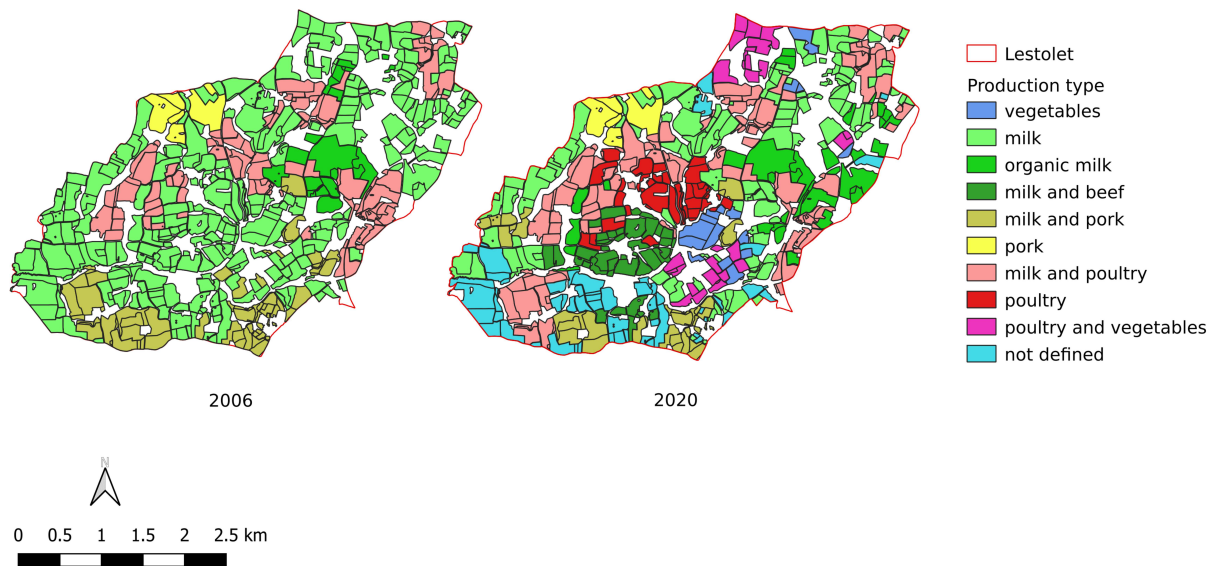 Lestolet
Production type
vegetables
milk
organic milk
milk and beef
milk and pork
pork
milk and poultry
poultry
poultry and vegetables
not defined
2006
2020
N
0 0.5 1 1.5 2 2.5 km